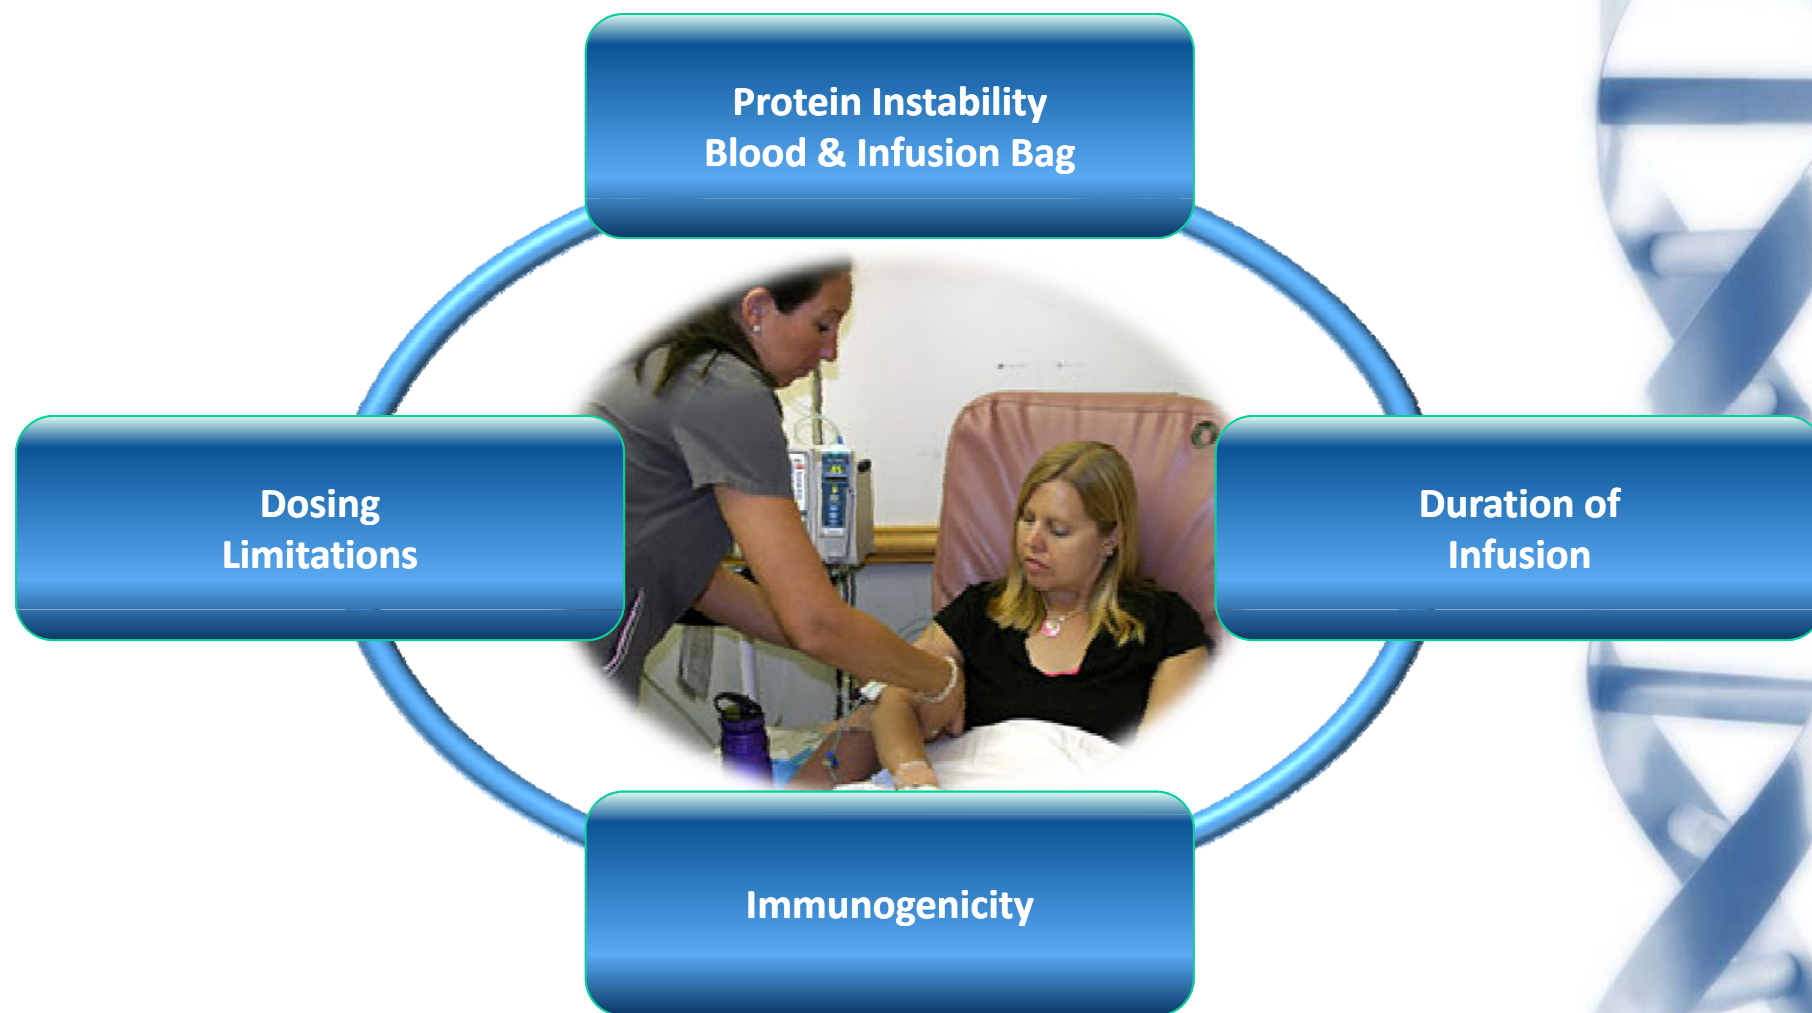 Protein Instability
Blood & Infusion Bag
Dosing
Limitations
Duration of
Infusion
Immunogenicity